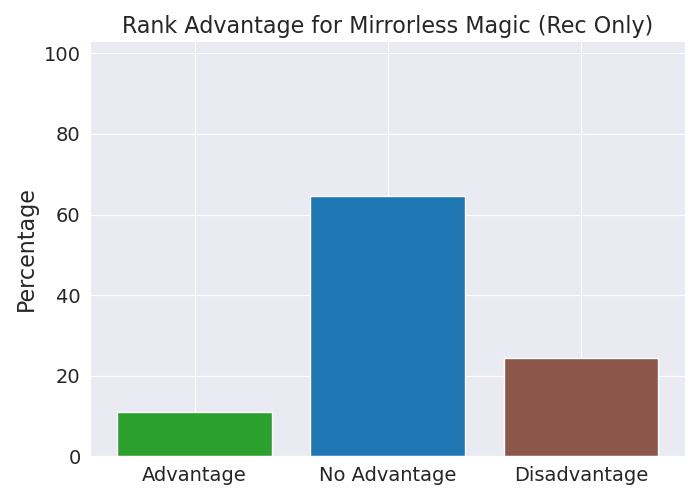 Rank Advantage for Mirrorless Magic (Rec Only)
Percentage
100
80
60
40
20
0
Advantage
No Advantage
Disadvantage